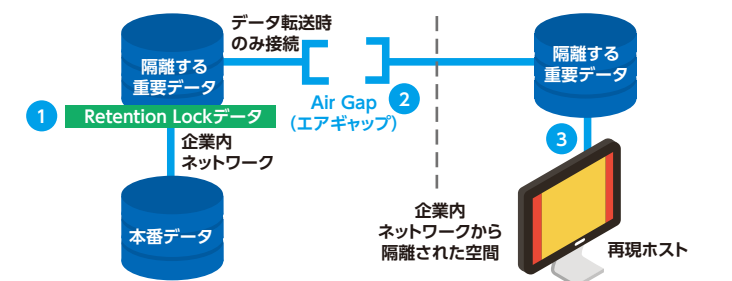 データ転送時
のみ接続
隔離する
重要データ
1
Retention Lockデータ
企業内
ネットワーク
本番データ
Air Gap
（エアギャップ）
2
企業内
ネットワークから
隔離された空間
隔離する
重要データ
3
再現ホスト